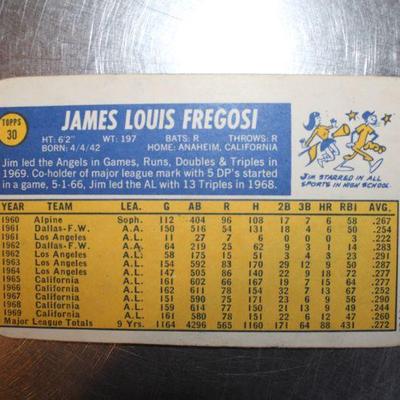 TOPPS
30
JAMES LOUIS FREGOSI
HT: 6'2" WT: 197 BATS: R THROWS: R
BORN: 4/4/42 HOME: ANAHEIM, CALIFORNIA
Jim led the Angels in Games, Runs, Doubles & Triples in
1969. Co-holder of major league mark with 5 DP's started
in a game, 5-1-66, Jim led the AL with 13 Triples in 1968.
JIM STARRED IN ALL
SPORTS IN HIGH SCHOOL.
YEAR TEAM LEA. G AB R H 2B 3B HR RBI AVG.
1960 Alpine Soph. 112 404 96 108 17 7 6 58 .267
1961 Dallas-F.W. A.A. 150 501 54 127 18 4 6 50 .254
1961 Los Angeles A.L. 11 27 7 6 0 0 0 3 .222
1962 Dallas-F.W. A.A. 64 219 28 62 9 3 1 14 .283
1962 Los Angeles A.L. 58 175 15 51 3 4 3 23 .291
1963 Los Angeles A.L. 154 592 83 170 29 12 9 50 .287
1964 Los Angeles A.L. 147 505 86 140 22 9 18 72 .277
1965 California A.L. 161 602 66 167 19 7 15 64 .277
1966 California A.L. 162 611 78 154 32 7 13 67 .252
1967 California A.L. 151 590 75 171 23 6 9 56 .290
1968 California A.L. 159 614 77 150 21 13 9 49 .244
1969 California A.L. 161 580 78 151 22 6 12 47 .260
Major League Totals 9 Yrs. 1164 4296 565 1160 171 64 88 431 .272